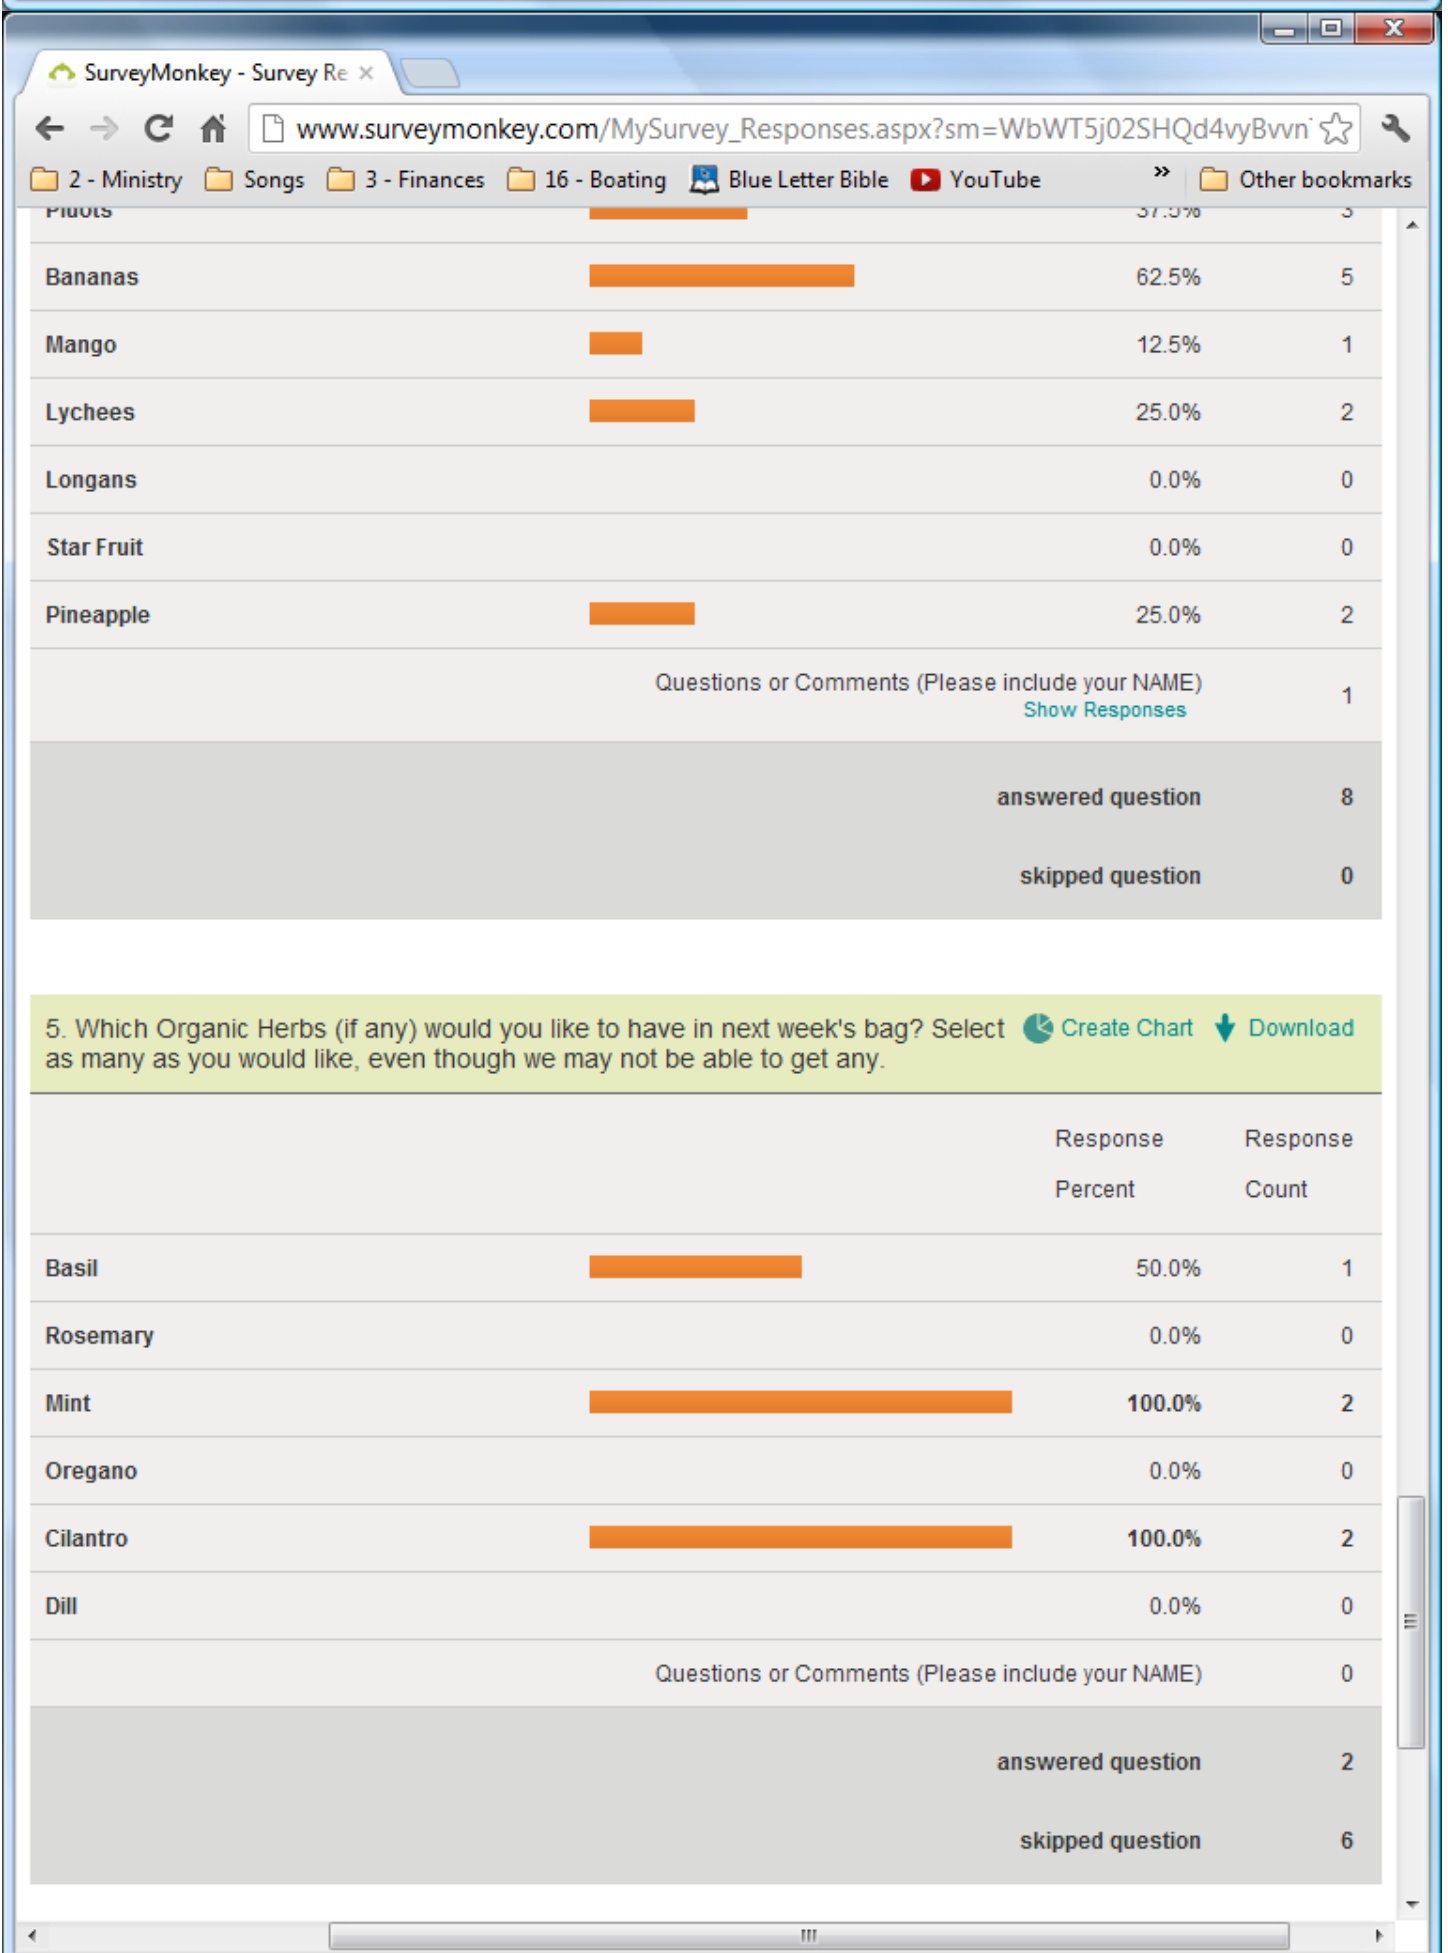 SurveyMonkey - Survey Re
www.surveymonkey.com/MySurvey_Responses.aspx?sm=WbWT5j02SHQd4vyBvvn
2 - Ministry Songs 3 - Finances 16 - Boating Blue Letter Bible YouTube » Other bookmarks
Pluots 37.5% 3
Bananas 62.5% 5
Mango 12.5% 1
Lychees 25.0% 2
Longans 0.0% 0
Star Fruit 0.0% 0
Pineapple 25.0% 2
Questions or Comments (Please include your NAME) 1
Show Responses
answered question 8
skipped question 0
5. Which Organic Herbs (if any) would you like to have in next week's bag? Select Create Chart Download
as many as you would like, even though we may not be able to get any.
Response Response
Percent Count
Basil 50.0% 1
Rosemary 0.0% 0
Mint 100.0% 2
Oregano 0.0% 0
Cilantro 100.0% 2
Dill 0.0% 0
Questions or Comments (Please include your NAME) 0
answered question 2
skipped question 6